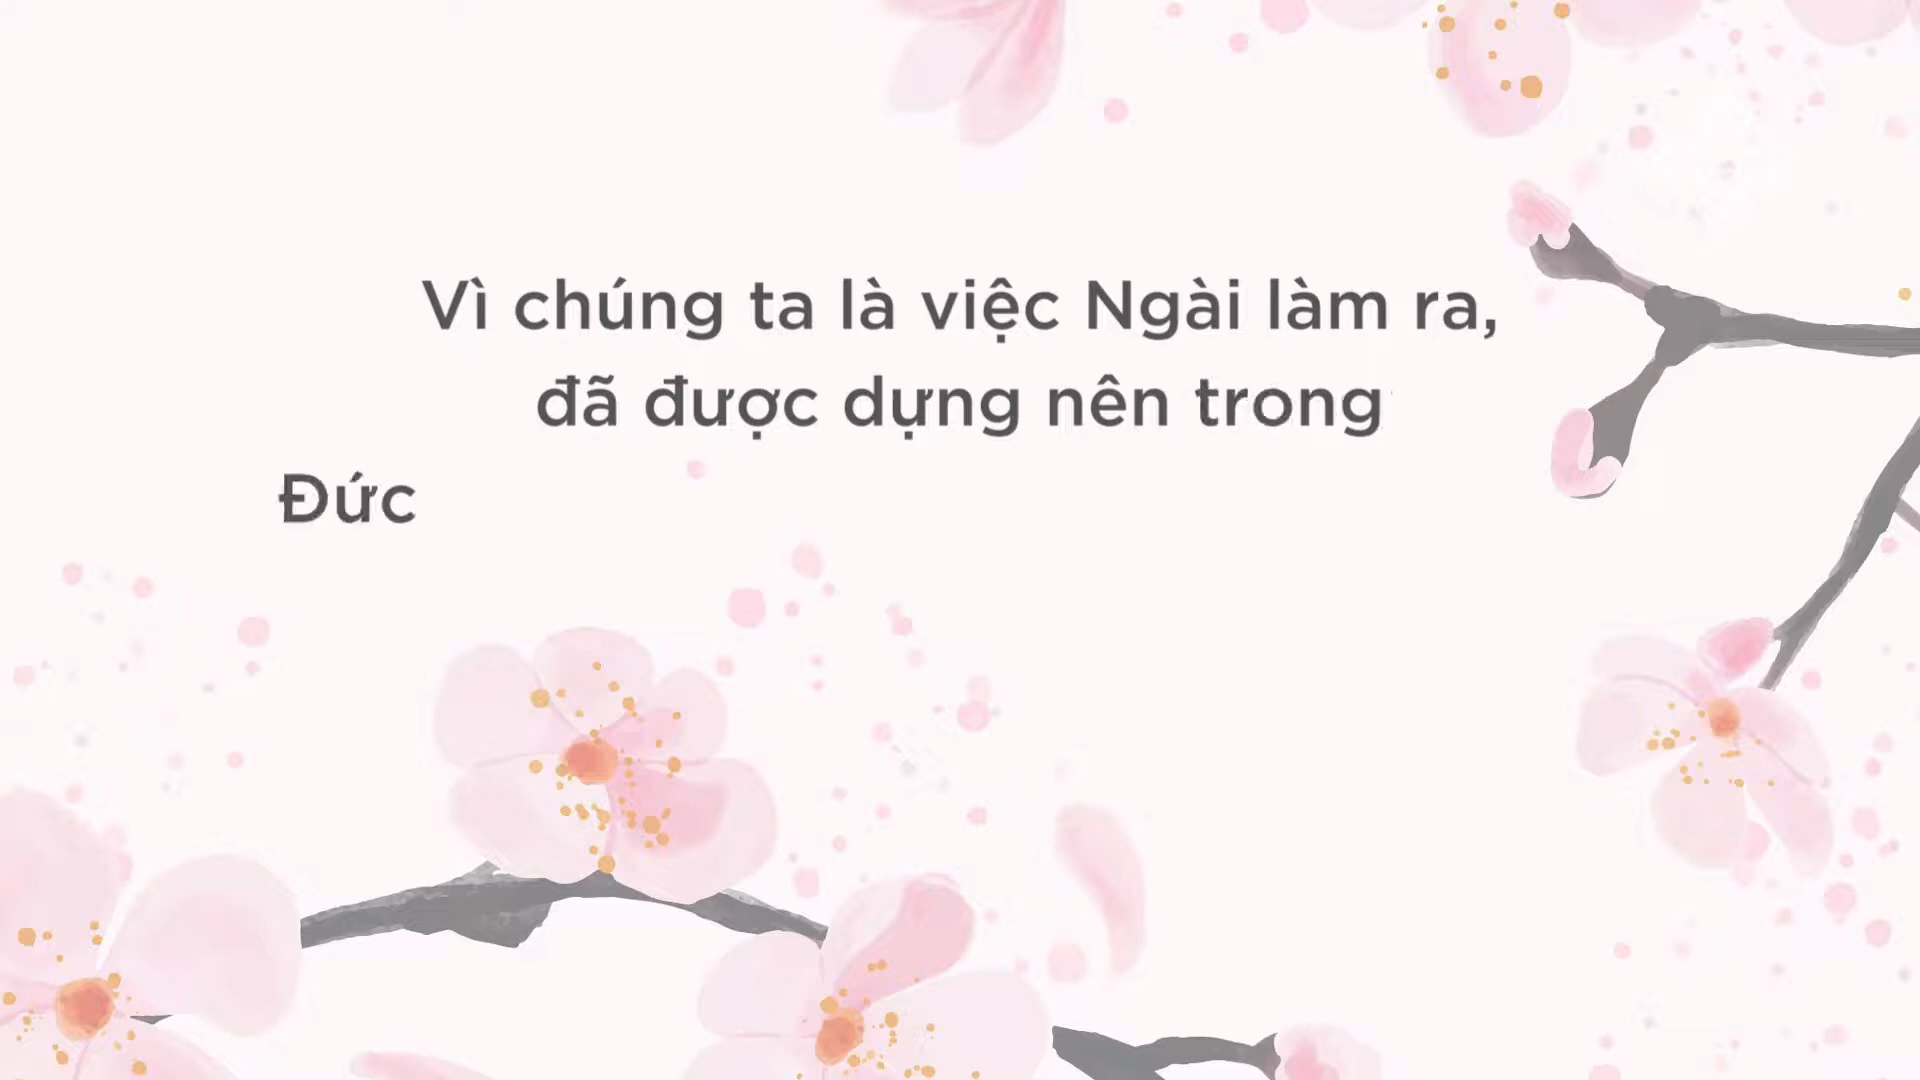 Vì chúng ta là việc Ngài làm ra,
đã được dựng nên trong
Đức